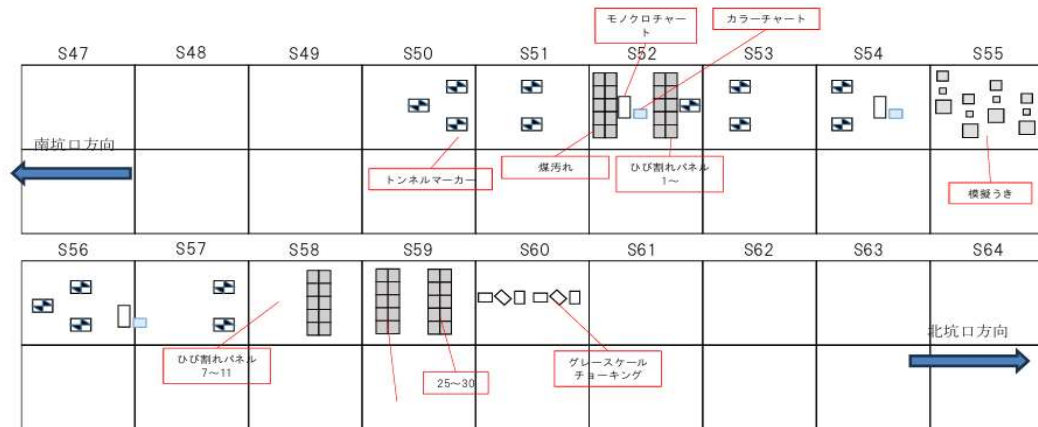 モノクロチャー
ト
カラーチャート
S47
S48
S49
S50
S51
S52
S53
S54
S55
南坑口方向
トンネルマーカー
煤汚れ
ひび割れパネル
1～
模擬うき
S56
S57
S58
S59
S60
S61
S62
S63
S64
北坑口方向
ひび割れパネル
7～11
25～30
グレースケール
チョーキング